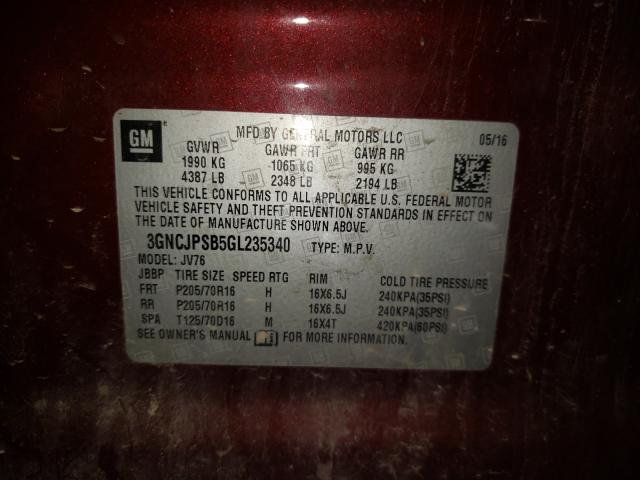 GM ®
MFD BY GENERAL MOTORS LLC 05/16
GVWR GAWR FRT GAWR RR
1990 KG 1065 KG 995 KG
4387 LB 2348 LB 2194 LB
THIS VEHICLE CONFORMS TO ALL APPLICABLE U.S. FEDERAL MOTOR
VEHICLE SAFETY AND THEFT PREVENTION STANDARDS IN EFFECT ON
THE DATE OF MANUFACTURE SHOWN ABOVE.
3GNCJPSB5GL235340 TYPE: M.P.V.
MODEL: JV76
JBBP TIRE SIZE SPEED RTG RIM COLD TIRE PRESSURE
FRT P205/70R16 H 16X6.5J 240KPA(35PSI)
RR P205/70R16 H 16X6.5J 240KPA(35PSI)
SPA T125/70D16 M 16X4T 420KPA(60PSI)
SEE OWNER'S MANUAL FOR MORE INFORMATION.